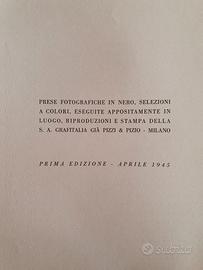 PRESE FOTOGRAFICHE IN NERO, SELEZIONI
A COLORI, ESEGUITE APPOSITAMENTE IN
LUOGO, RIPRODUZIONI E STAMPA DELLA
S. A. GRAFITALIA GIÀ PIZZI & PIZIO - MILANO
PRIMA EDIZIONE - APRILE 1945
subito